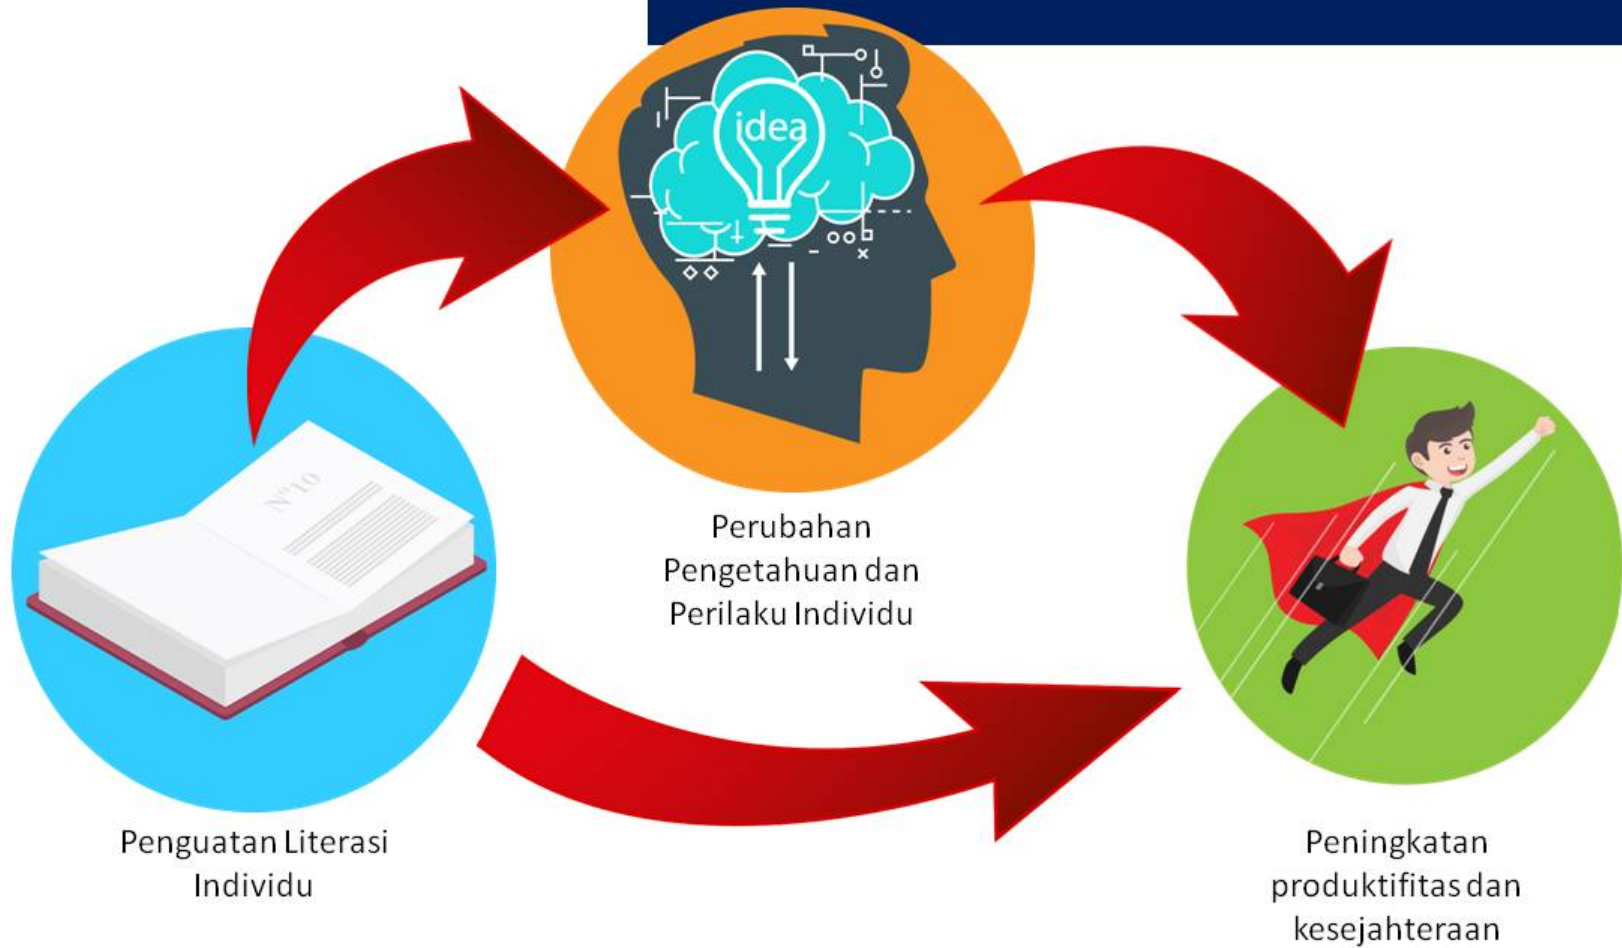 idea
N°10
Perubahan
Pengetahuan dan
Perilaku Individu
Penguatan Literasi
Individu
Peningkatan
produktifitas dan
kesejahteraan